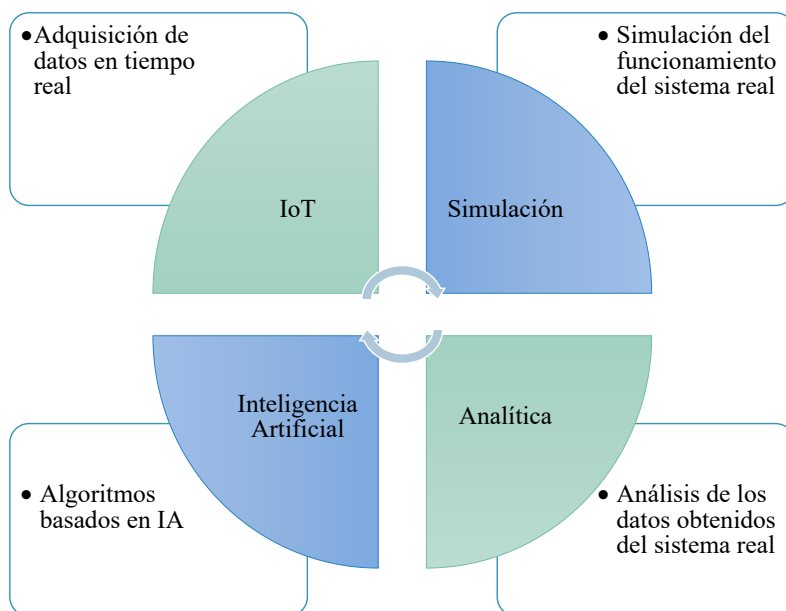 •Adquisición de
datos en tiempo
real
• Simulación del
funcionamiento
del sistema real
IoT
Simulación
Inteligencia
Artificial
Analítica
• Algoritmos
basados en IA
• Análisis de los
datos obtenidos
del sistema real